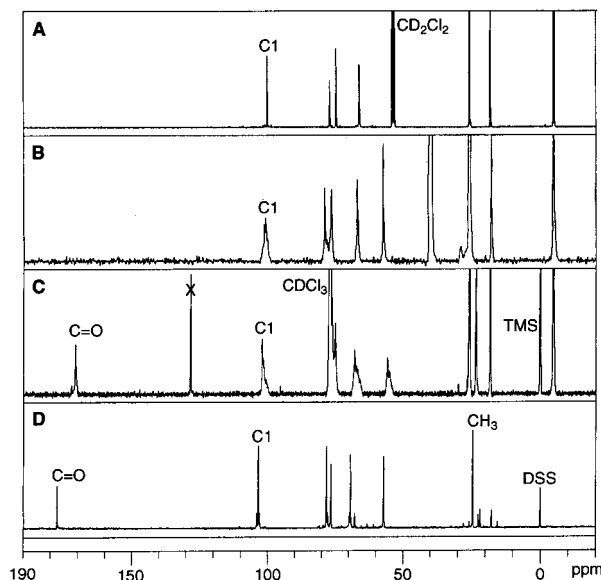 A
C1
CD₂Cl₂
B
C1
C
C=O
X
C1
CDCl₃
TMS
D
C=O
C1
CH₃
DSS
190 150 100 50 0 ppm